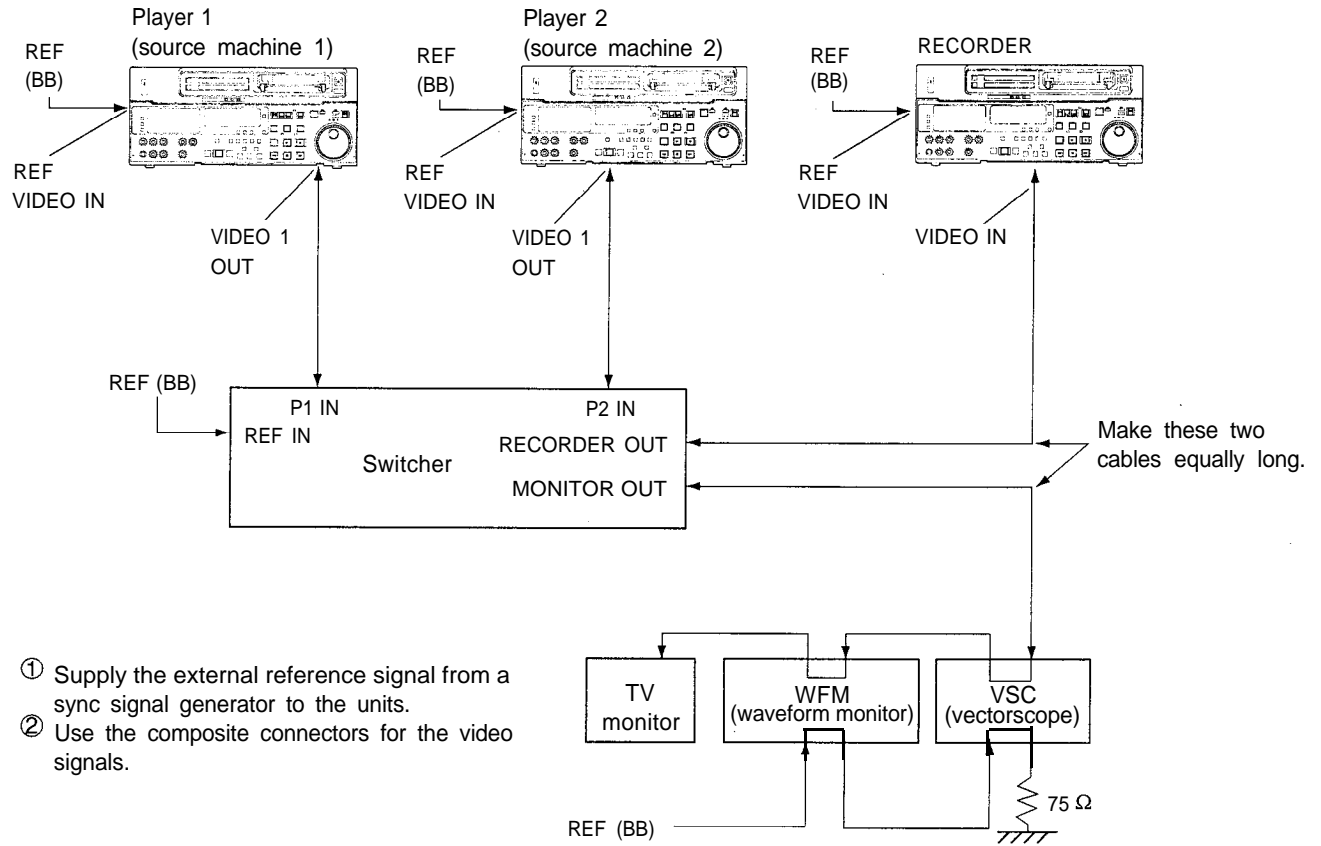 Player 1
(source machine 1)
REF
(BB)
REF
VIDEO IN
VIDEO 1
OUT
Player 2
(source machine 2)
REF
(BB)
REF
VIDEO IN
VIDEO 1
OUT
RECORDER
REF
(BB)
REF
VIDEO IN
VIDEO IN
REF (BB)
P1 IN
P2 IN
REF IN
RECORDER OUT
Switcher
MONITOR OUT
Make these two
cables equally long.
① Supply the external reference signal from a
sync signal generator to the units.
② Use the composite connectors for the video
signals.
TV
monitor
WFM
(waveform monitor)
VSC
(vectorscope)
75 Ω
REF (BB)